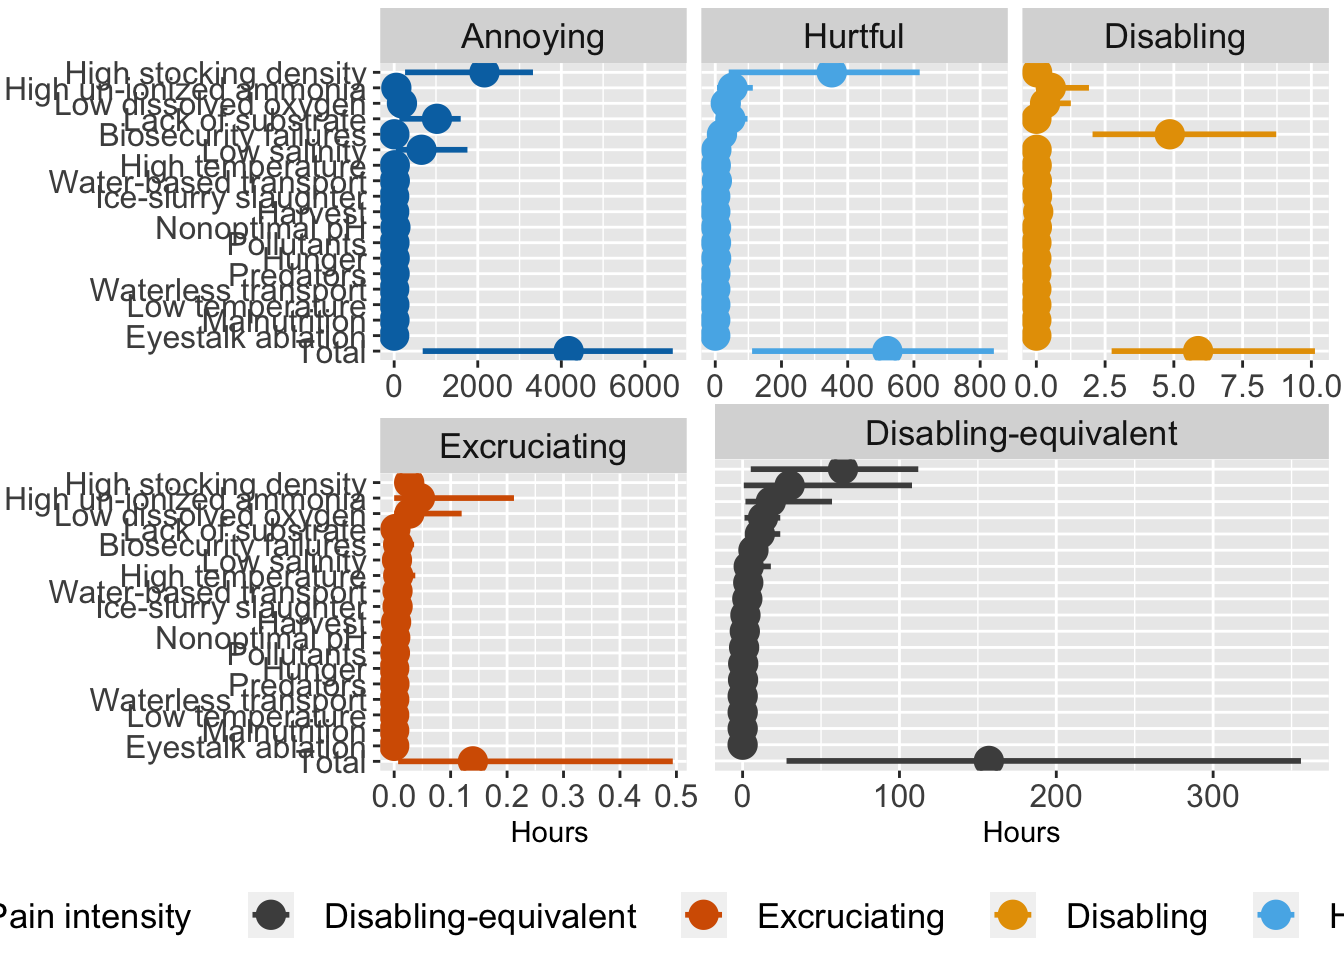 Annoying Hurtful Disabling
High stocking density
High un-ionized ammonia
Low dissolved oxygen
Lack of substrate
Biosecurity failures
Low salinity
High temperature
Water-based transport
Ice-slurry slaughter
Harvest
Nonoptimal pH
Pollutants
Hunger
Predators
Waterless transport
Low temperature
Malnutrition
Eyestalk ablation
Total
0 2000 4000 6000 0 200 400 600 800 0.0 2.5 5.0 7.5 10.0
Excruciating Disabling-equivalent
High stocking density
High un-ionized ammonia
Low dissolved oxygen
Lack of substrate
Biosecurity failures
Low salinity
High temperature
Water-based transport
Ice-slurry slaughter
Harvest
Nonoptimal pH
Pollutants
Hunger
Predators
Waterless transport
Low temperature
Malnutrition
Eyestalk ablation
Total
0.0 0.1 0.2 0.3 0.4 0.5 0 100 200 300
Hours Hours
Pain intensity Disabling-equivalent Excruciating Disabling H